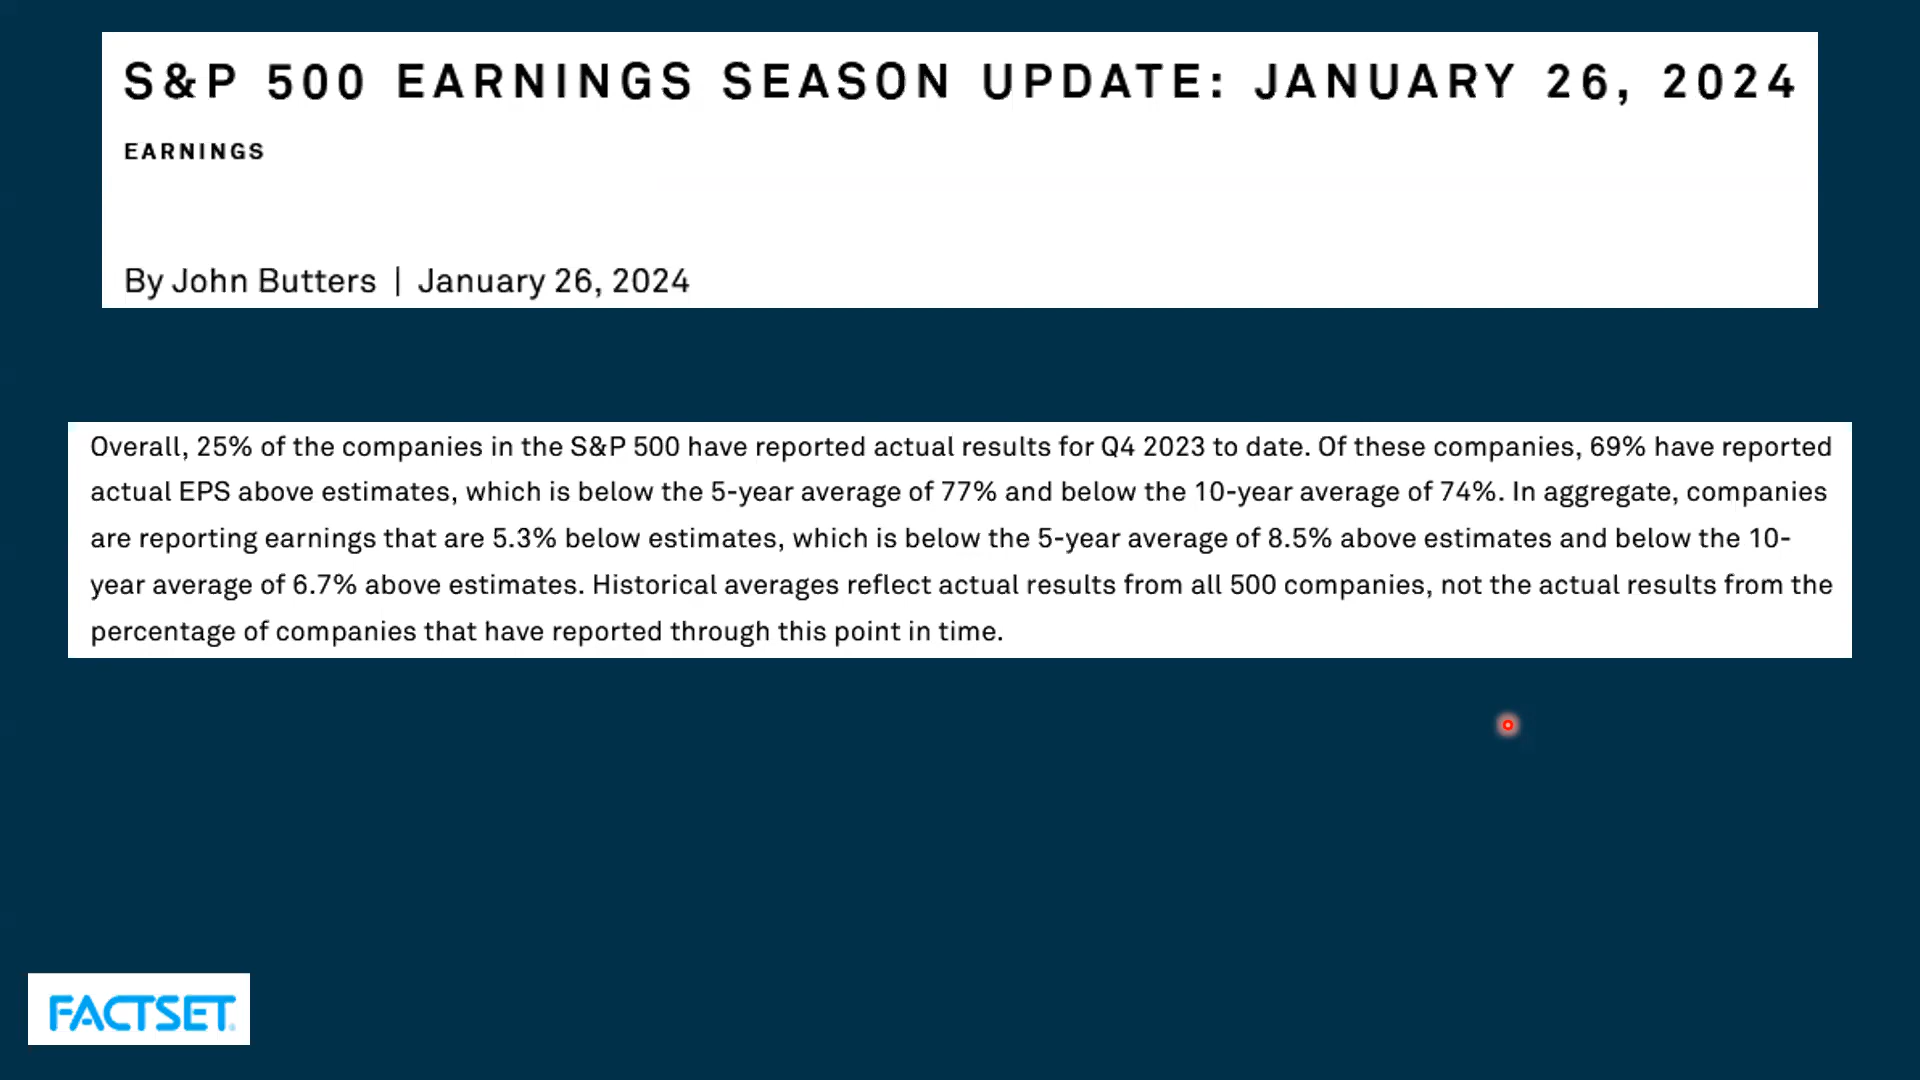 S&P 500 EARNINGS SEASON UPDATE: JANUARY 26, 2024
EARNINGS
By John Butters | January 26, 2024
Overall, 25% of the companies in the S&P 500 have reported actual results for Q4 2023 to date. Of these companies, 69% have reported
actual EPS above estimates, which is below the 5-year average of 77% and below the 10-year average of 74%. In aggregate, companies
are reporting earnings that are 5.3% below estimates, which is below the 5-year average of 8.5% above estimates and below the 10-
year average of 6.7% above estimates. Historical averages reflect actual results from all 500 companies, not the actual results from the
percentage of companies that have reported through this point in time.
FACTSET